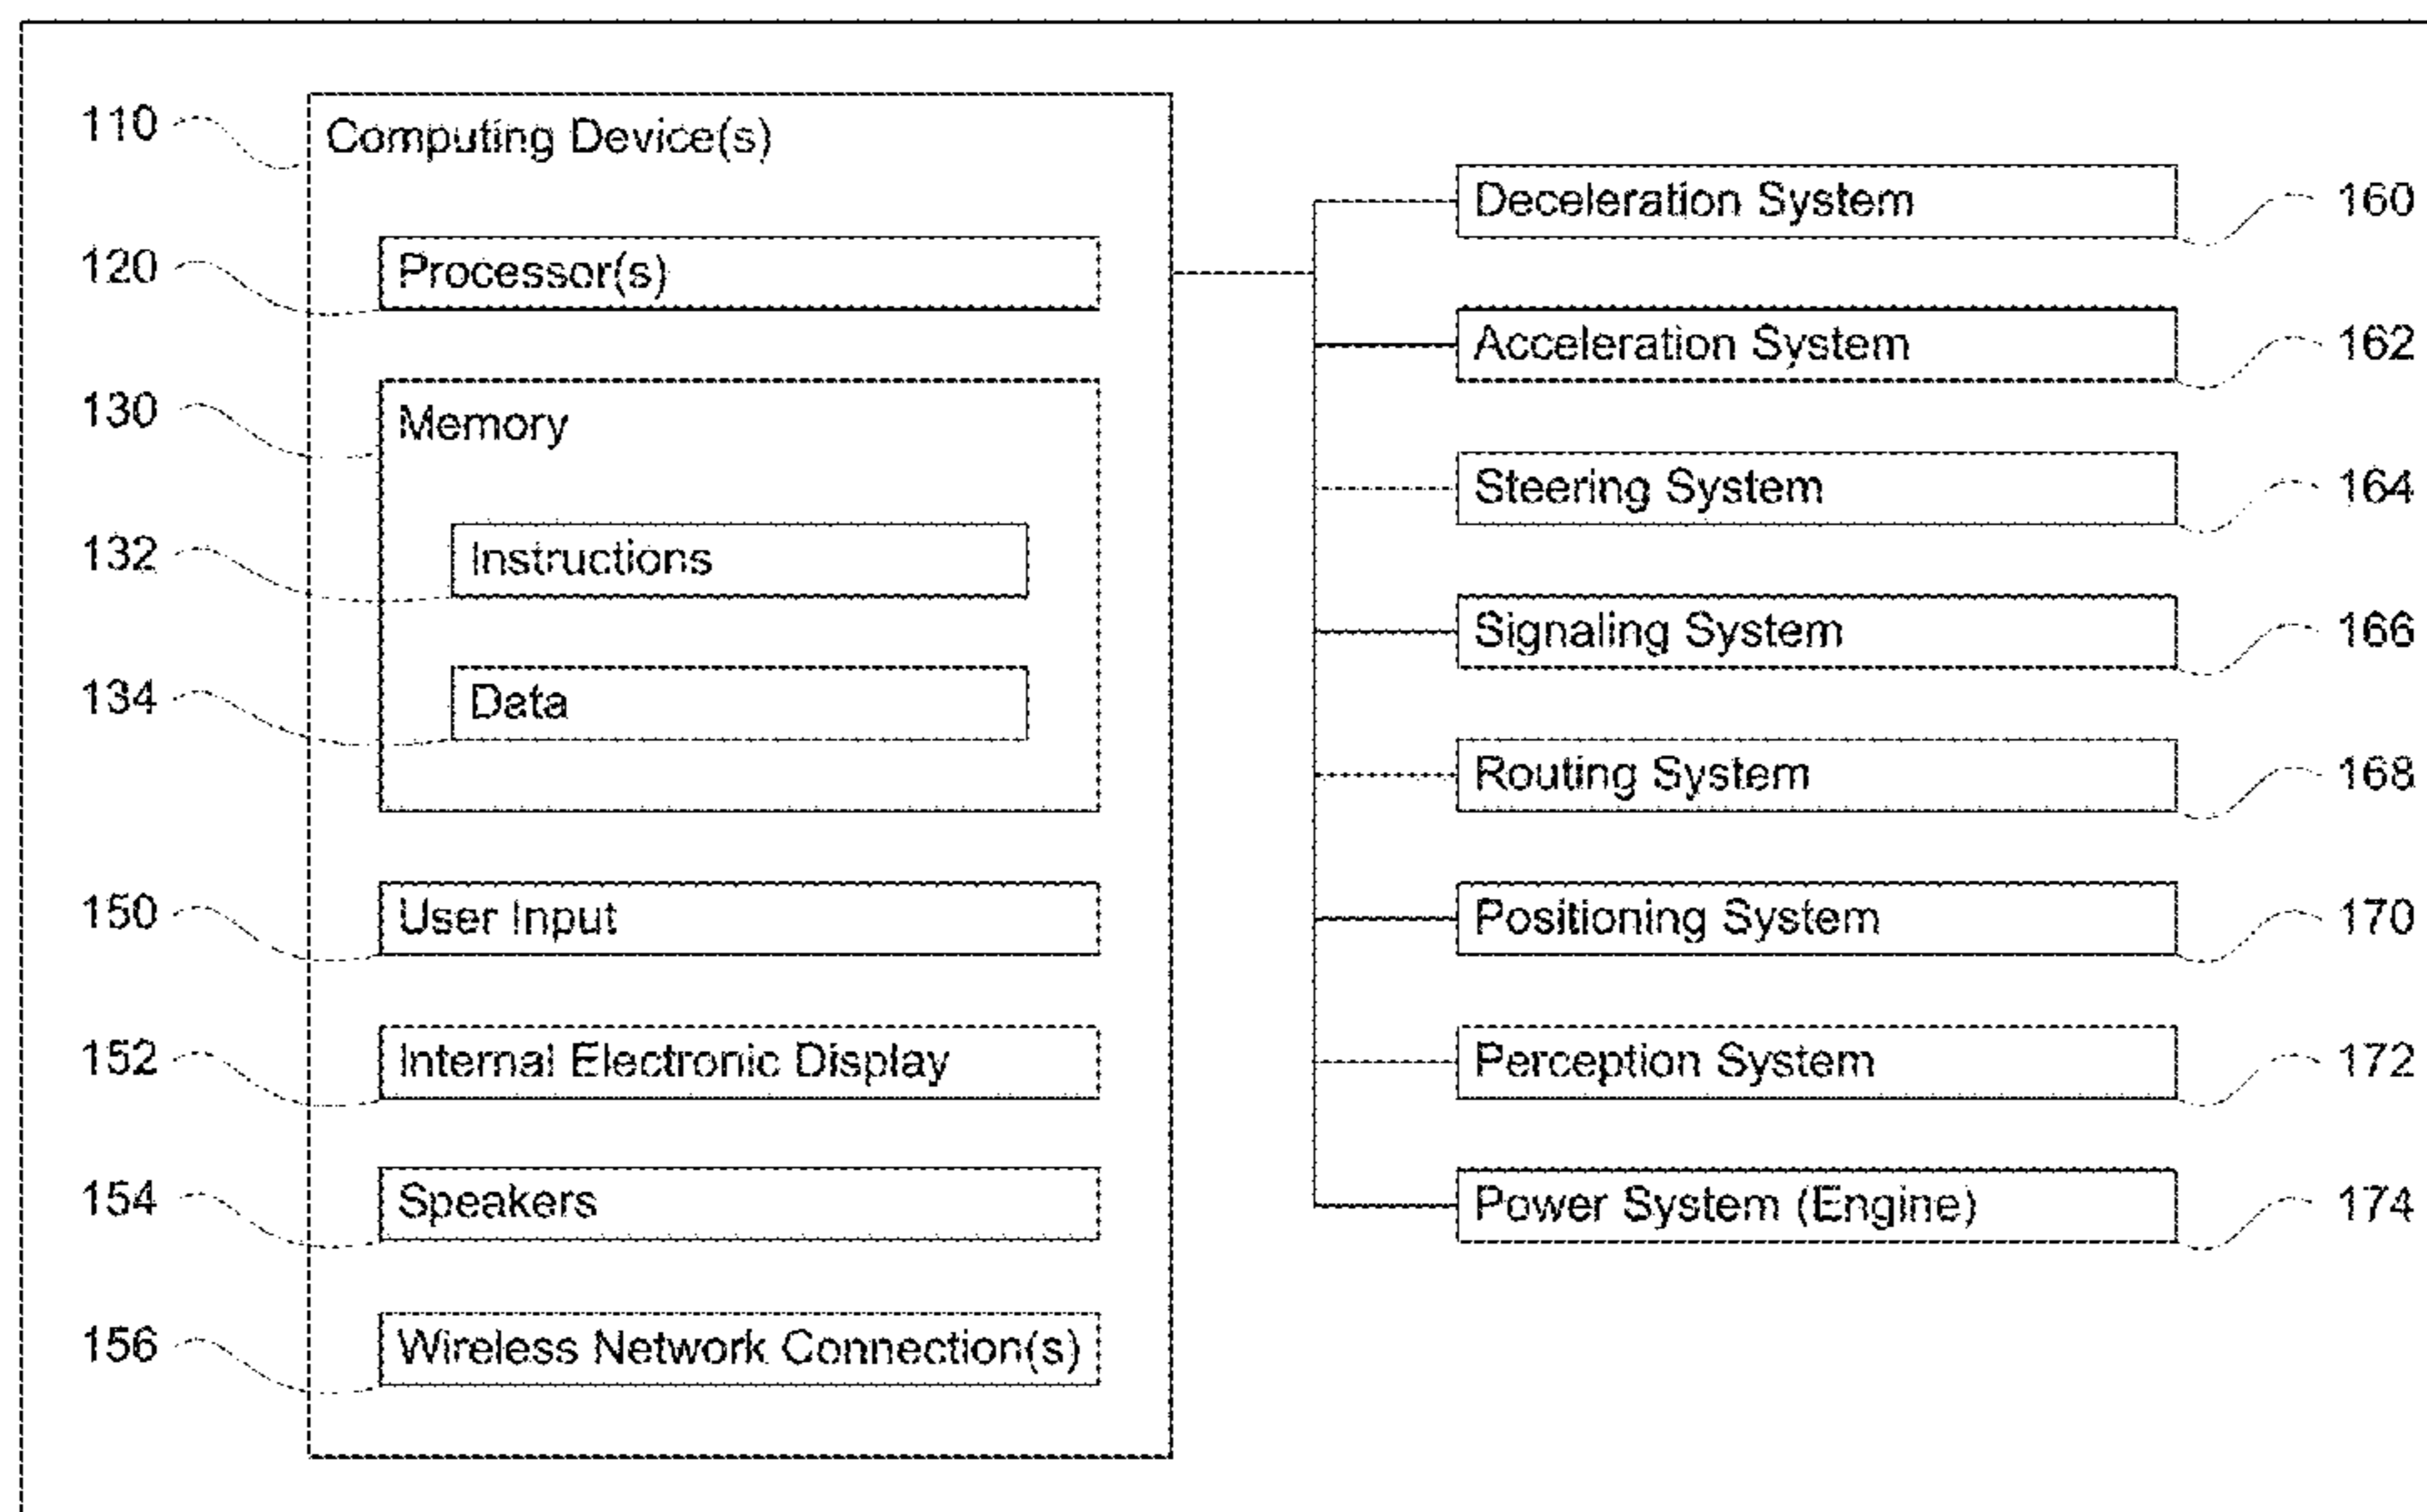 110
Computing Device(s)
120
Processor(s)
130
Memory
132
Instructions
134
Data
150
User Input
152
Internal Electronic Display
154
Speakers
156
Wireless Network Connection(s)
Deceleration System
160
Acceleration System
162
Steering System
164
Signaling System
166
Routing System
168
Positioning System
170
Perception System
172
Power System (Engine)
174